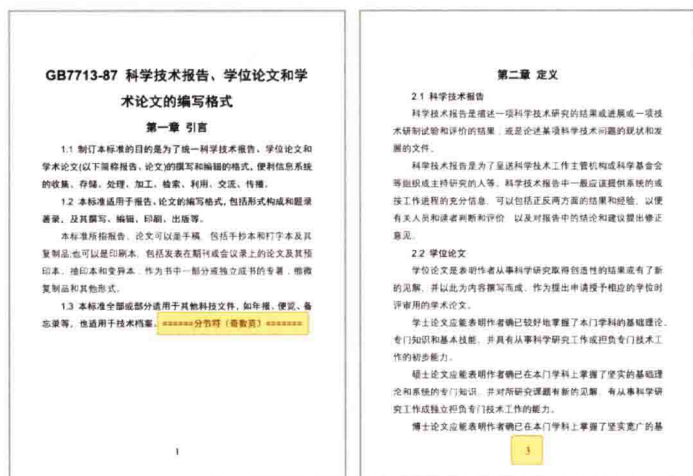 GB7713-87 科学技术报告、学位论文和学
术论文的编写格式
第一章 引言
1.1 制订本标准的目的是为了统一科学技术报告、学位论文和
学术论文(以下简称报告、论文)的撰写和编辑的格式，便利信息系统
的收集、存储、处理、加工、检索、利用、交流、传播。
1.2 本标准适用于报告、论文的编写格式，包括形式构成和题录
著录，及其撰写、编辑、印刷、出版等。
本标准所指报告、论文可以是手稿，包括手抄本和打字本及其
复制品;也可以是印刷本，包括发表在期刊或会议录上的论文及其预
印本、抽印本和变异本，作为书中一部分或独立成书的专著，缩微
复制品和其他形式。
1.3 本标准全部或部分适用于其他科技文件，如年报、便览、备
忘录等，也适用于技术档案。======分节符（奇数页）=======
1
第二章 定义
2.1 科学技术报告
科学技术报告是描述一项科学技术研究的结果或进展或一项技
术研制试验和评价的结果，或是论述某项科学技术问题的现状和发
展的文件。
科学技术报告是为了呈送科学技术工作主管机构或科学基金会
等组织或主持研究的人等。科学技术报告中一般应该提供系统的或
按工作进程的充分信息，可以包括正反两方面的结果和经验，以便
有关人员和读者判断和评价，以及对报告中的结论和建议提出修正
意见。
2.2 学位论文
学位论文是表明作者从事科学研究取得创造性的结果或有了新
的见解，并以此为内容撰写而成、作为提出申请授予相应的学位时
评审用的学术论文。
学士论文应能表明作者确已较好地掌握了本门学科的基础理论、
专门知识和基本技能，并具有从事科学研究工作或担负专门技术工
作的初步能力。
硕士论文应能表明作者确已在本门学科上掌握了坚实的基础理
论和系统的专门知识，并对所研究课题有新的见解，有从事科学研
究工作或独立担负专门技术工作的能力。
博士论文应能表明作者确已在本门学科上掌握了坚实宽广的基
3